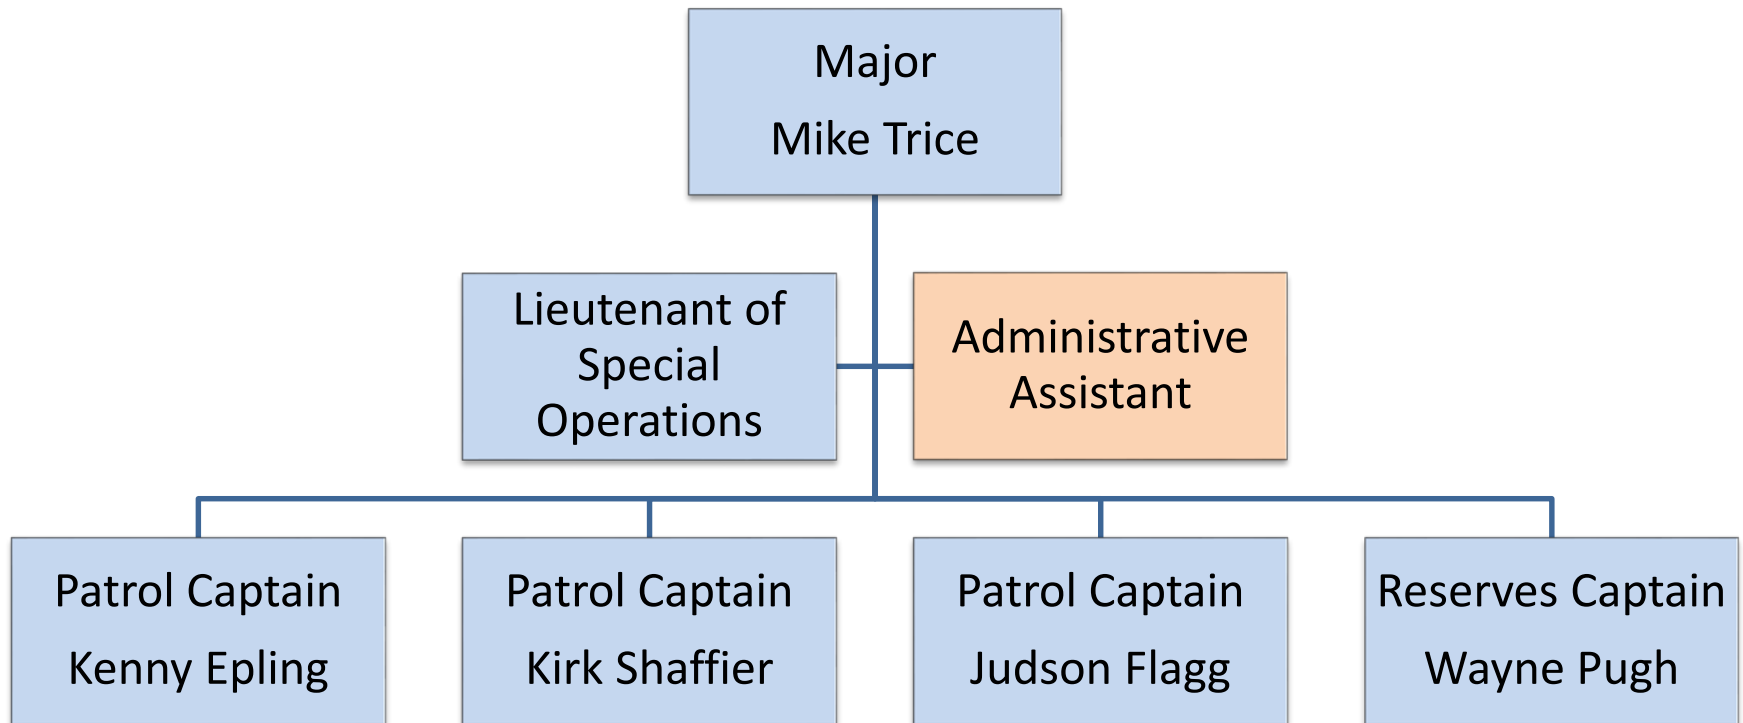 Major
Mike Trice
Lieutenant of
Special
Operations
Administrative
Assistant
Patrol Captain
Kenny Epling
Patrol Captain
Kirk Shaffier
Patrol Captain
Judson Flagg
Reserves Captain
Wayne Pugh